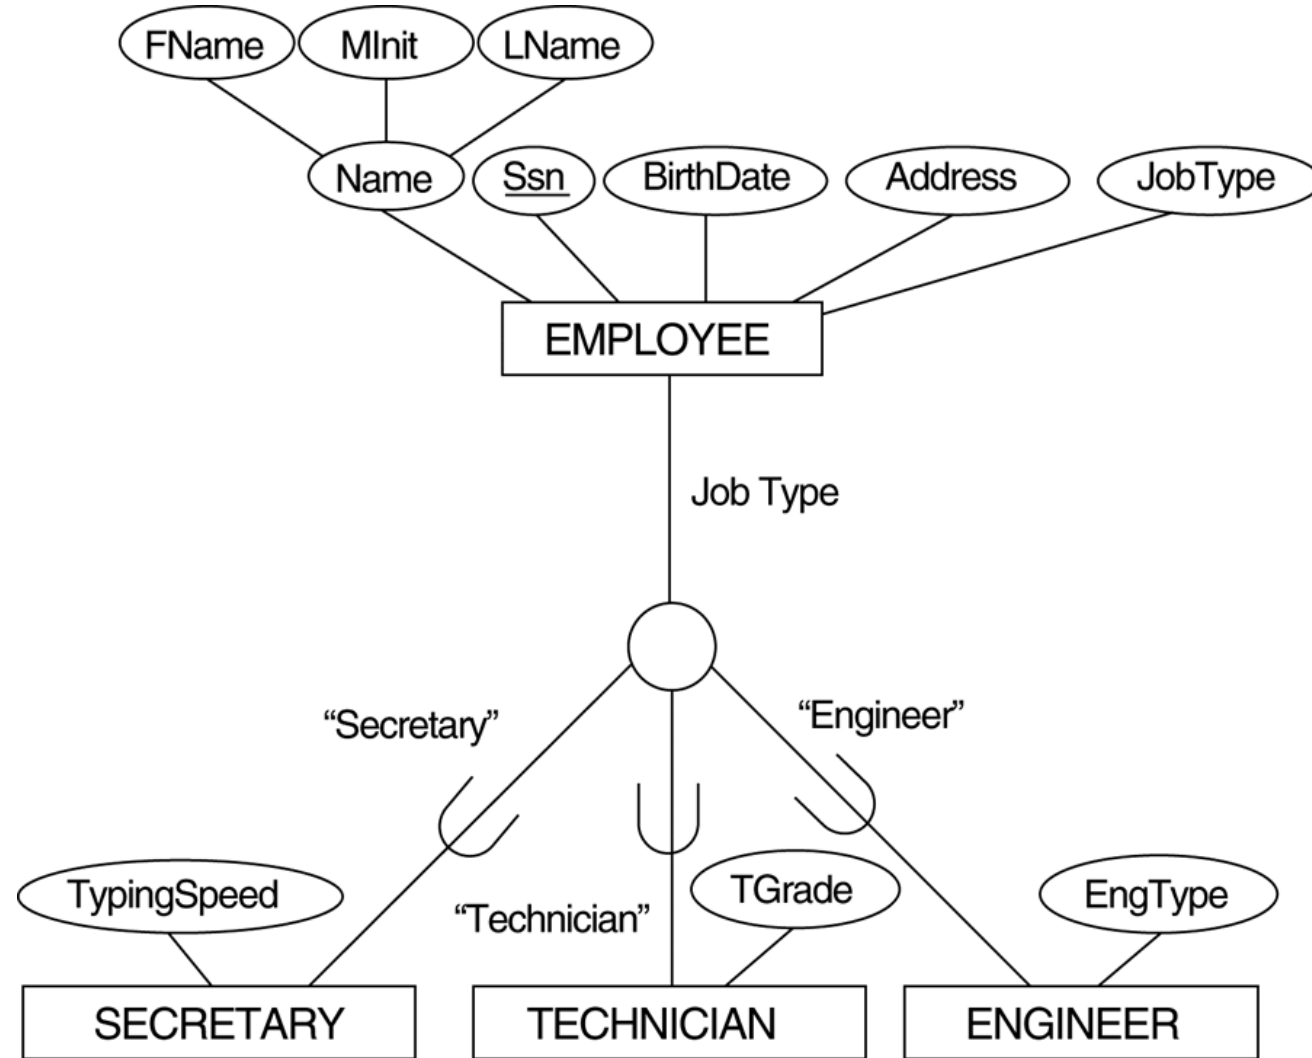 FName MInit LName
Name Ssn BirthDate Address JobType
EMPLOYEE
Job Type
“Secretary” “Engineer”
TypingSpeed “Technician” TGrade EngType
SECRETARY TECHNICIAN ENGINEER